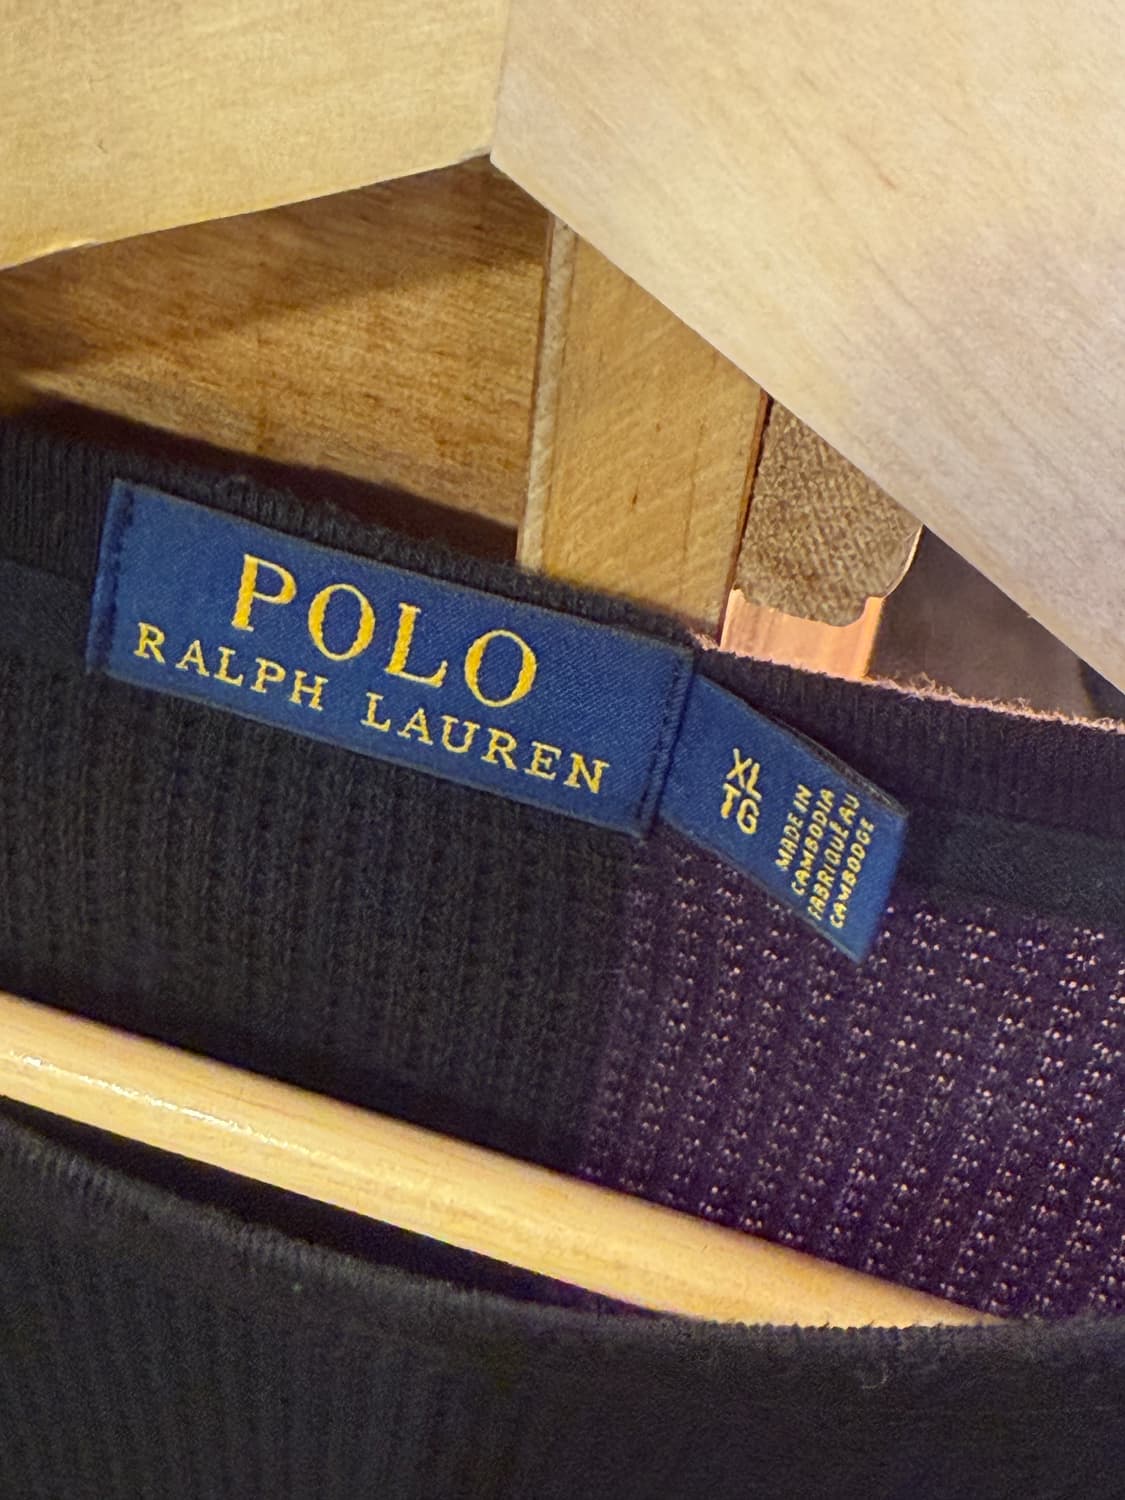 POLO
RALPH LAUREN
XL
TG
MADE IN
CAMBODIA
FABRIQUÉ AU
CAMBODGE